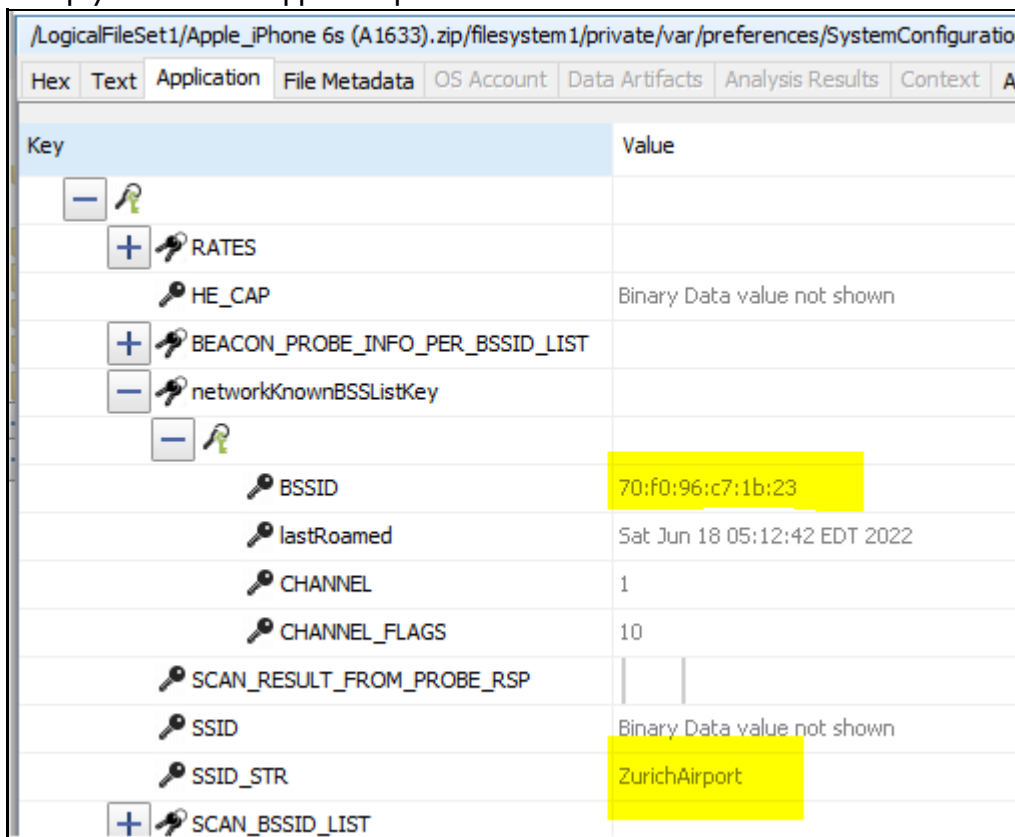 /LogicalFileSet1/Apple_iPhone 6s (A1633).zip/filesystem1/private/var/preferences/SystemConfiguratio
Hex Text Application File Metadata OS Account Data Artifacts Analysis Results Context A
Key Value
RATES
HE_CAP Binary Data value not shown
BEACON_PROBE_INFO_PER_BSSID_LIST
networkKnownBSSListKey
BSSID 70:f0:96:c7:1b:23
lastRoamed Sat Jun 18 05:12:42 EDT 2022
CHANNEL 1
CHANNEL_FLAGS 10
SCAN_RESULT_FROM_PROBE_RSP
SSID Binary Data value not shown
SSID_STR ZurichAirport
SCAN_BSSID_LIST